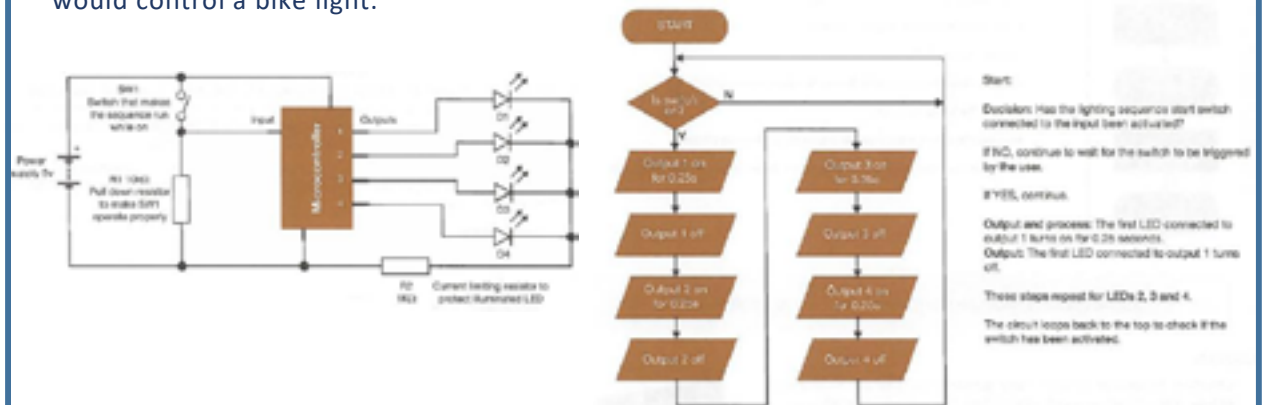 would control a bike light.
SW1
Switch that makes
the sequence run
while on
Power
supply 5v
R1 10kΩ
Pull down resistor
to make SW1
operate properly
Input
Microcontroller
Outputs
D1
D2
D3
D4
R2
Current limiting resistor to
protect illuminated LED
START
Is switch
on?
N
Y
Output 1 on
for 0.25s
Output 1 off
Output 2 on
for 0.25s
Output 2 off
Output 3 on
for 0.25s
Output 3 off
Output 4 on
for 0.25s
Output 4 off
Start:
Decision: Has the lighting sequence start switch
connected to the input been activated?
If NO, continue to wait for the switch to be triggered
by the user.
If YES, continue.
Output and process: The first LED connected to
output 1 turns on for 0.25 seconds.
Output: The first LED connected to output 1 turns
off.
These steps repeat for LEDs 2, 3 and 4.
The circuit loops back to the top to check if the
switch has been activated.